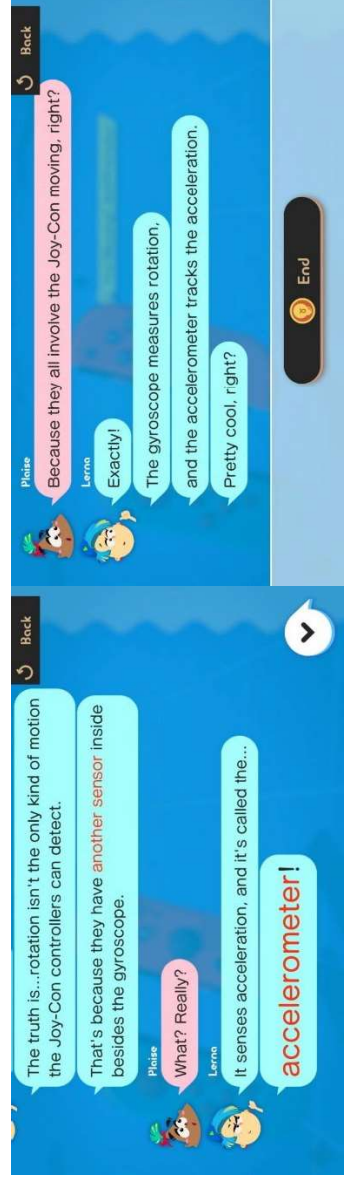 The truth is...rotation isn't the only kind of motion
the Joy-Con controllers can detect.
That's because they have another sensor inside
besides the gyroscope.
Plaise
What? Really?
Lerna
It senses acceleration, and it's called the...
accelerometer!
Back
Plaise
Because they all involve the Joy-Con moving, right?
Lerna
Exactly!
The gyroscope measures rotation,
and the accelerometer tracks the acceleration.
Pretty cool, right?
Back
End